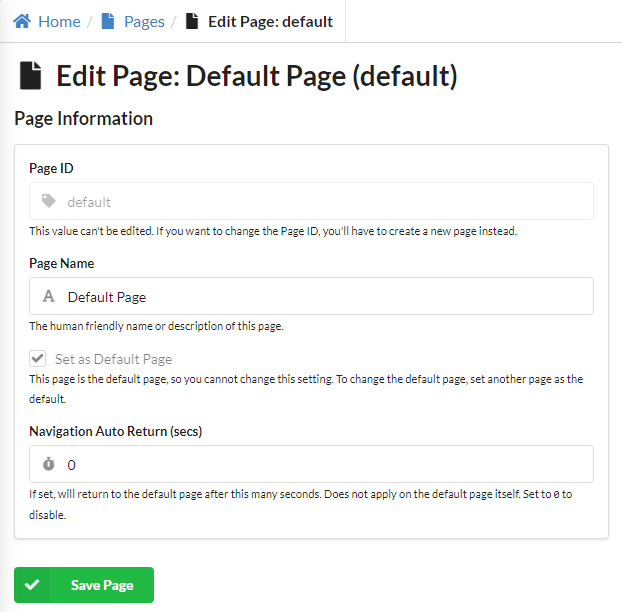 Home / Pages / Edit Page: default
Edit Page: Default Page (default)
Page Information
Page ID
default
This value can't be edited. If you want to change the Page ID, you'll have to create a new page instead.
Page Name
Default Page
The human friendly name or description of this page.
Set as Default Page
This page is the default page, so you cannot change this setting. To change the default page, set another page as the
default.
Navigation Auto Return (secs)
0
If set, will return to the default page after this many seconds. Does not apply on the default page itself. Set to 0 to
disable.
Save Page